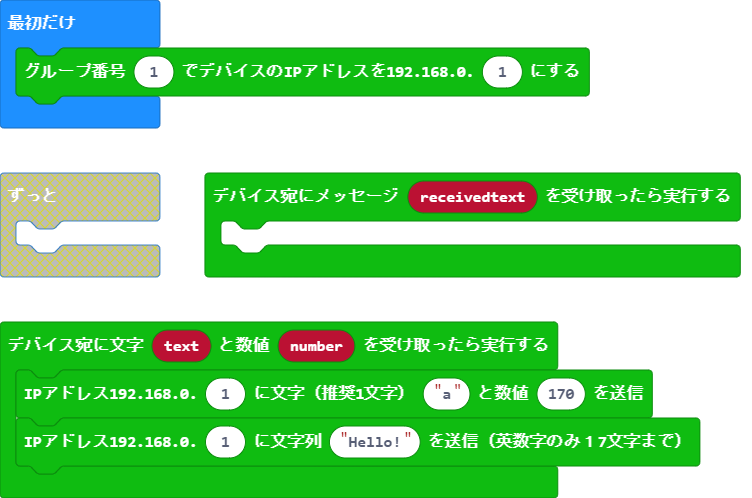 最初だけ
グループ番号 1 でデバイスのIPアドレスを192.168.0. 1 にする
ずっと
デバイス宛にメッセージ receivedtext を受け取ったら実行する
デバイス宛に文字 text と数値 number を受け取ったら実行する
IPアドレス192.168.0. 1 に文字（推奨1文字） "a" と数値 170 を送信
IPアドレス192.168.0. 1 に文字列 "Hello!" を送信（英数字のみ１７文字まで）